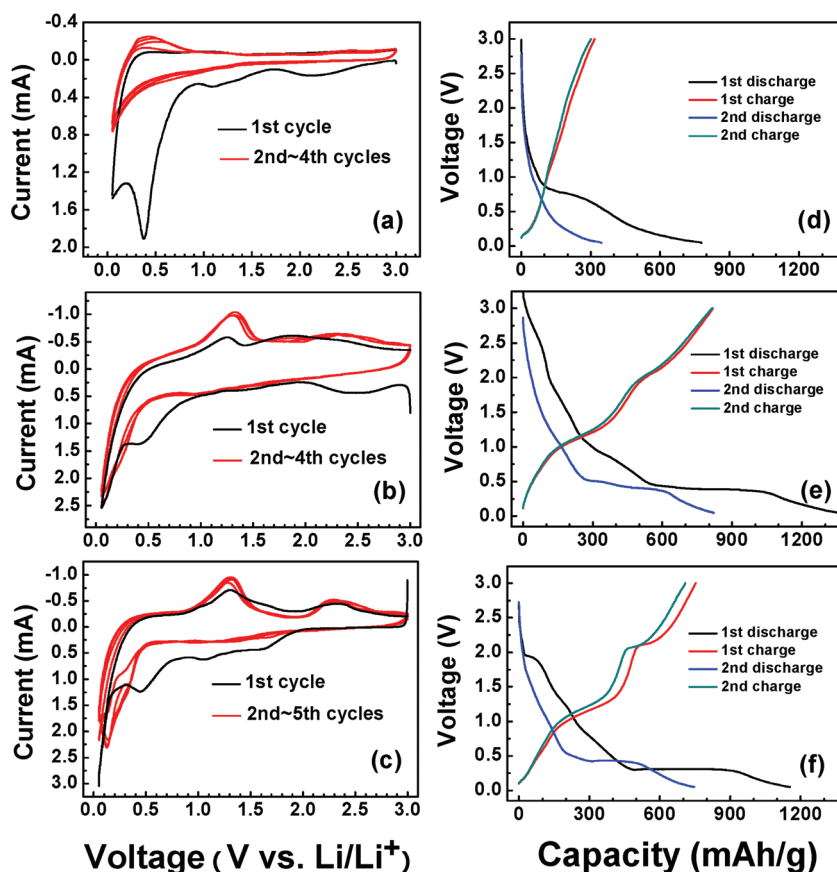 -0.4
0.0
0.4
0.8
1.2
1.6
2.0
Current (mA)
1st cycle
2nd~4th cycles
(a)
0.0 0.5 1.0 1.5 2.0 2.5 3.0
3.0
2.5
2.0
1.5
1.0
0.5
0.0
Voltage (V)
1st discharge
1st charge
2nd discharge
2nd charge
(d)
0 300 600 900 1200
-1.0
-0.5
0.0
0.5
1.0
1.5
2.0
2.5
Current (mA)
1st cycle
2nd~4th cycles
(b)
0.0 0.5 1.0 1.5 2.0 2.5 3.0
3.0
2.5
2.0
1.5
1.0
0.5
0.0
Voltage (V)
1st discharge
1st charge
2nd discharge
2nd charge
(e)
0 300 600 900 1200
-1.0
-0.5
0.0
0.5
1.0
1.5
2.0
2.5
3.0
Current (mA)
1st cycle
2nd~5th cycles
(c)
0.0 0.5 1.0 1.5 2.0 2.5 3.0
3.0
2.5
2.0
1.5
1.0
0.5
0.0
Voltage (V)
1st discharge
1st charge
2nd discharge
2nd charge
(f)
0 300 600 900 1200
Voltage ( V vs. Li/Li+)
Capacity (mAh/g)